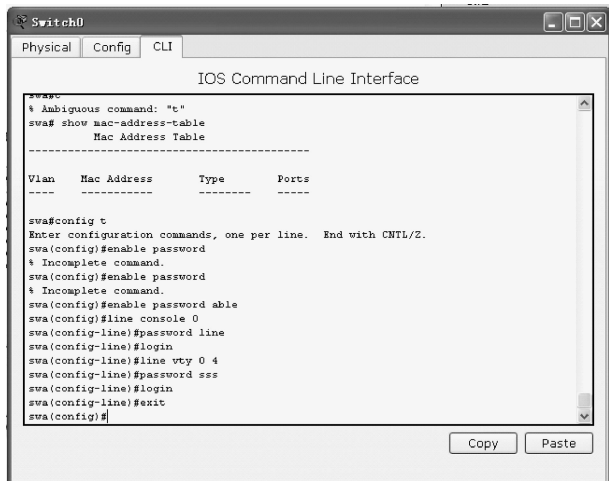 Switch0
Physical Config CLI
IOS Command Line Interface
% Ambiguous command: "t"
swa# show mac-address-table
Mac Address Table
-------------------------------------------
Vlan Mac Address Type Ports
---- ----------- -------- -----
swa#config t
Enter configuration commands, one per line. End with CNTL/Z.
swa(config)#enable password
% Incomplete command.
swa(config)#enable password
% Incomplete command.
swa(config)#enable password able
swa(config)#line console 0
swa(config-line)#password line
swa(config-line)#login
swa(config-line)#line vty 0 4
swa(config-line)#password sss
swa(config-line)#login
swa(config-line)#exit
swa(config)#
Copy Paste